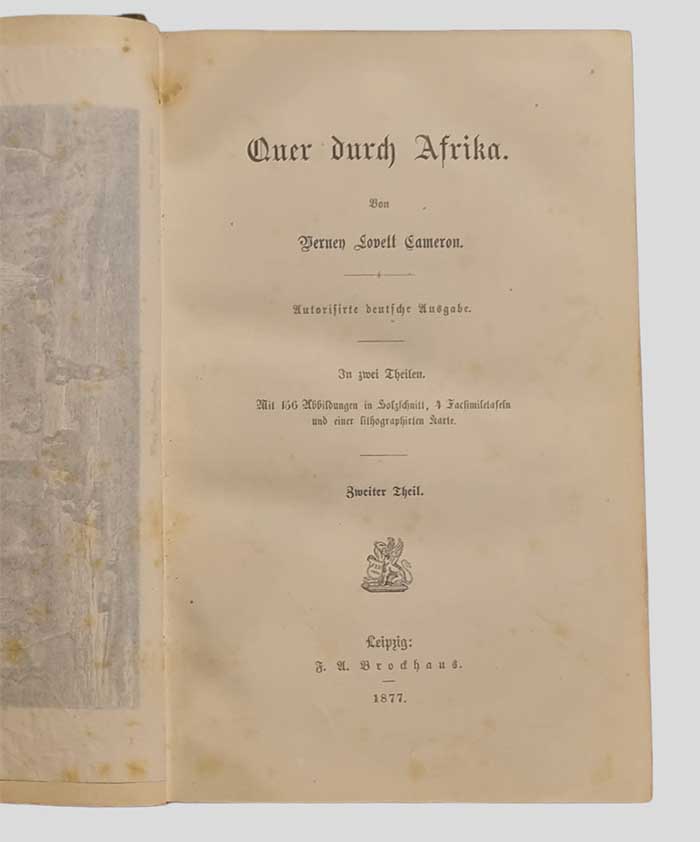 Quer durch Afrika.
Von
Verney Lovett Cameron.
Autorisirte deutsche Ausgabe.
In zwei Theilen.
Mit 156 Abbildungen in Holzschnitt, 4 Facsimiletafeln
und einer lithographirten Karte.
Zweiter Theil.
Leipzig:
F. A. Brockhaus.
1877.